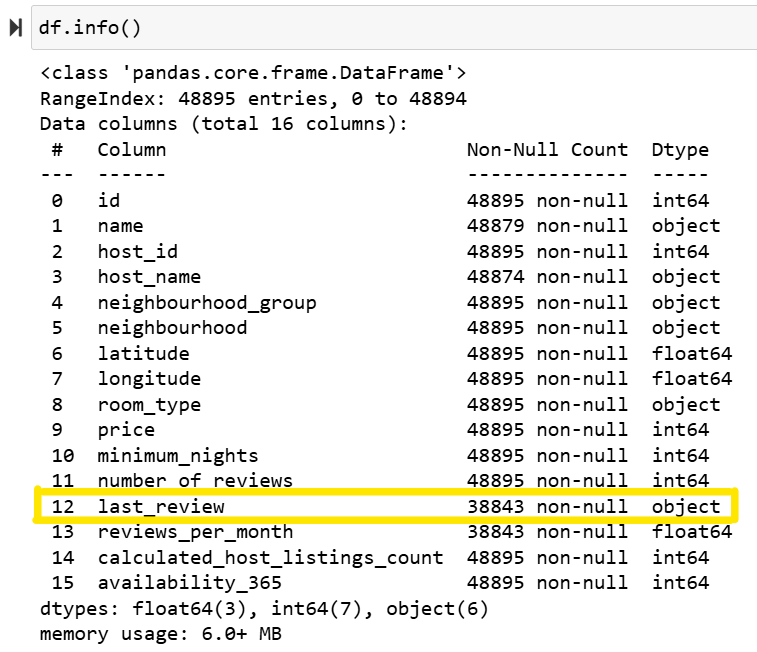 df.info()
<class 'pandas.core.frame.DataFrame'>
RangeIndex: 48895 entries, 0 to 48894
Data columns (total 16 columns):
 #   Column                          Non-Null Count  Dtype
---  ------                          --------------  -----
 0   id                              48895 non-null  int64
 1   name                            48879 non-null  object
 2   host_id                         48895 non-null  int64
 3   host_name                       48874 non-null  object
 4   neighbourhood_group             48895 non-null  object
 5   neighbourhood                   48895 non-null  object
 6   latitude                        48895 non-null  float64
 7   longitude                       48895 non-null  float64
 8   room_type                       48895 non-null  object
 9   price                           48895 non-null  int64
 10  minimum_nights                  48895 non-null  int64
 11  number_of_reviews               48895 non-null  int64
 12  last_review                     38843 non-null  object
 13  reviews_per_month               38843 non-null  float64
 14  calculated_host_listings_count  48895 non-null  int64
 15  availability_365                48895 non-null  int64
dtypes: float64(3), int64(7), object(6)
memory usage: 6.0+ MB